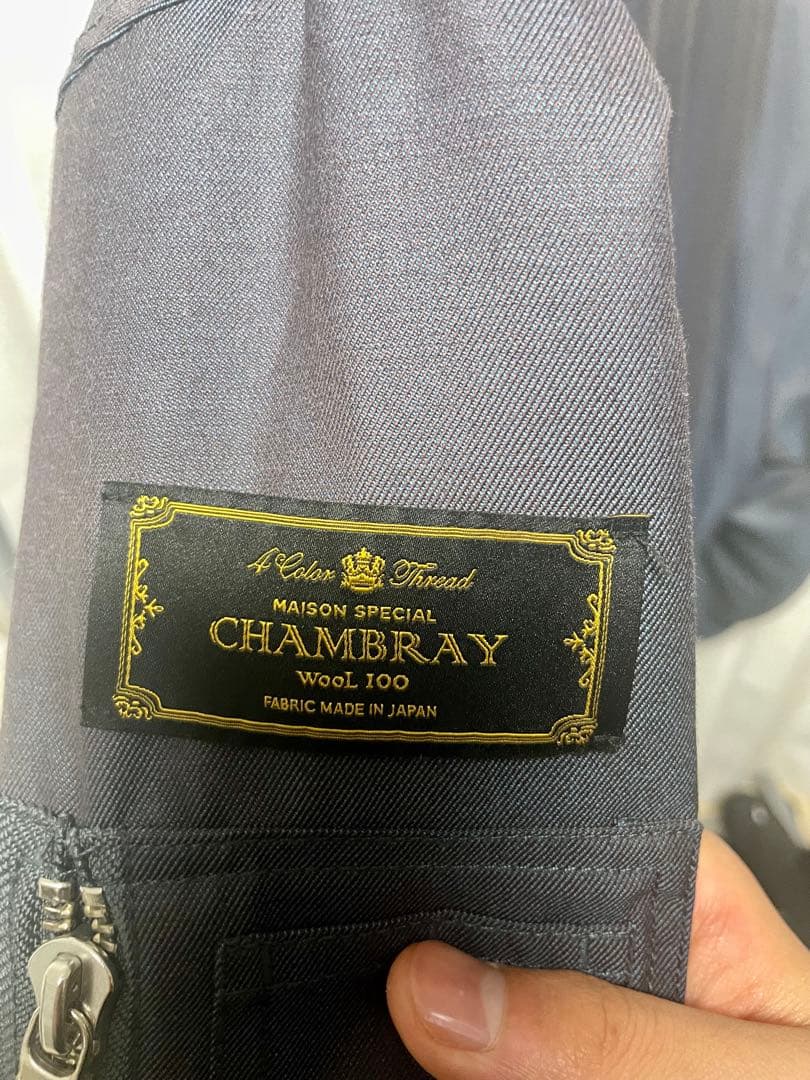 4 Color Thread
MAISON SPECIAL
CHAMBRAY
WOOL 100
FABRIC MADE IN JAPAN